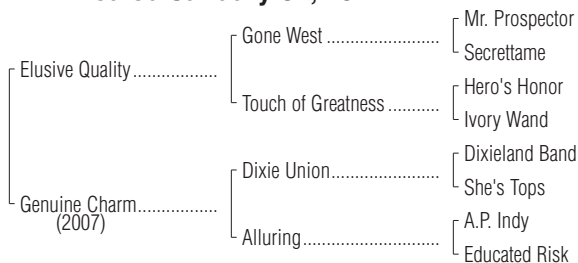 Mr. Prospector
Gone West
Secrettame
Elusive Quality
Hero's Honor
Touch of Greatness
Ivory Wand
Dixieland Band
Dixie Union
She's Tops
Genuine Charm
(2007)
A.P. Indy
Alluring
Educated Risk